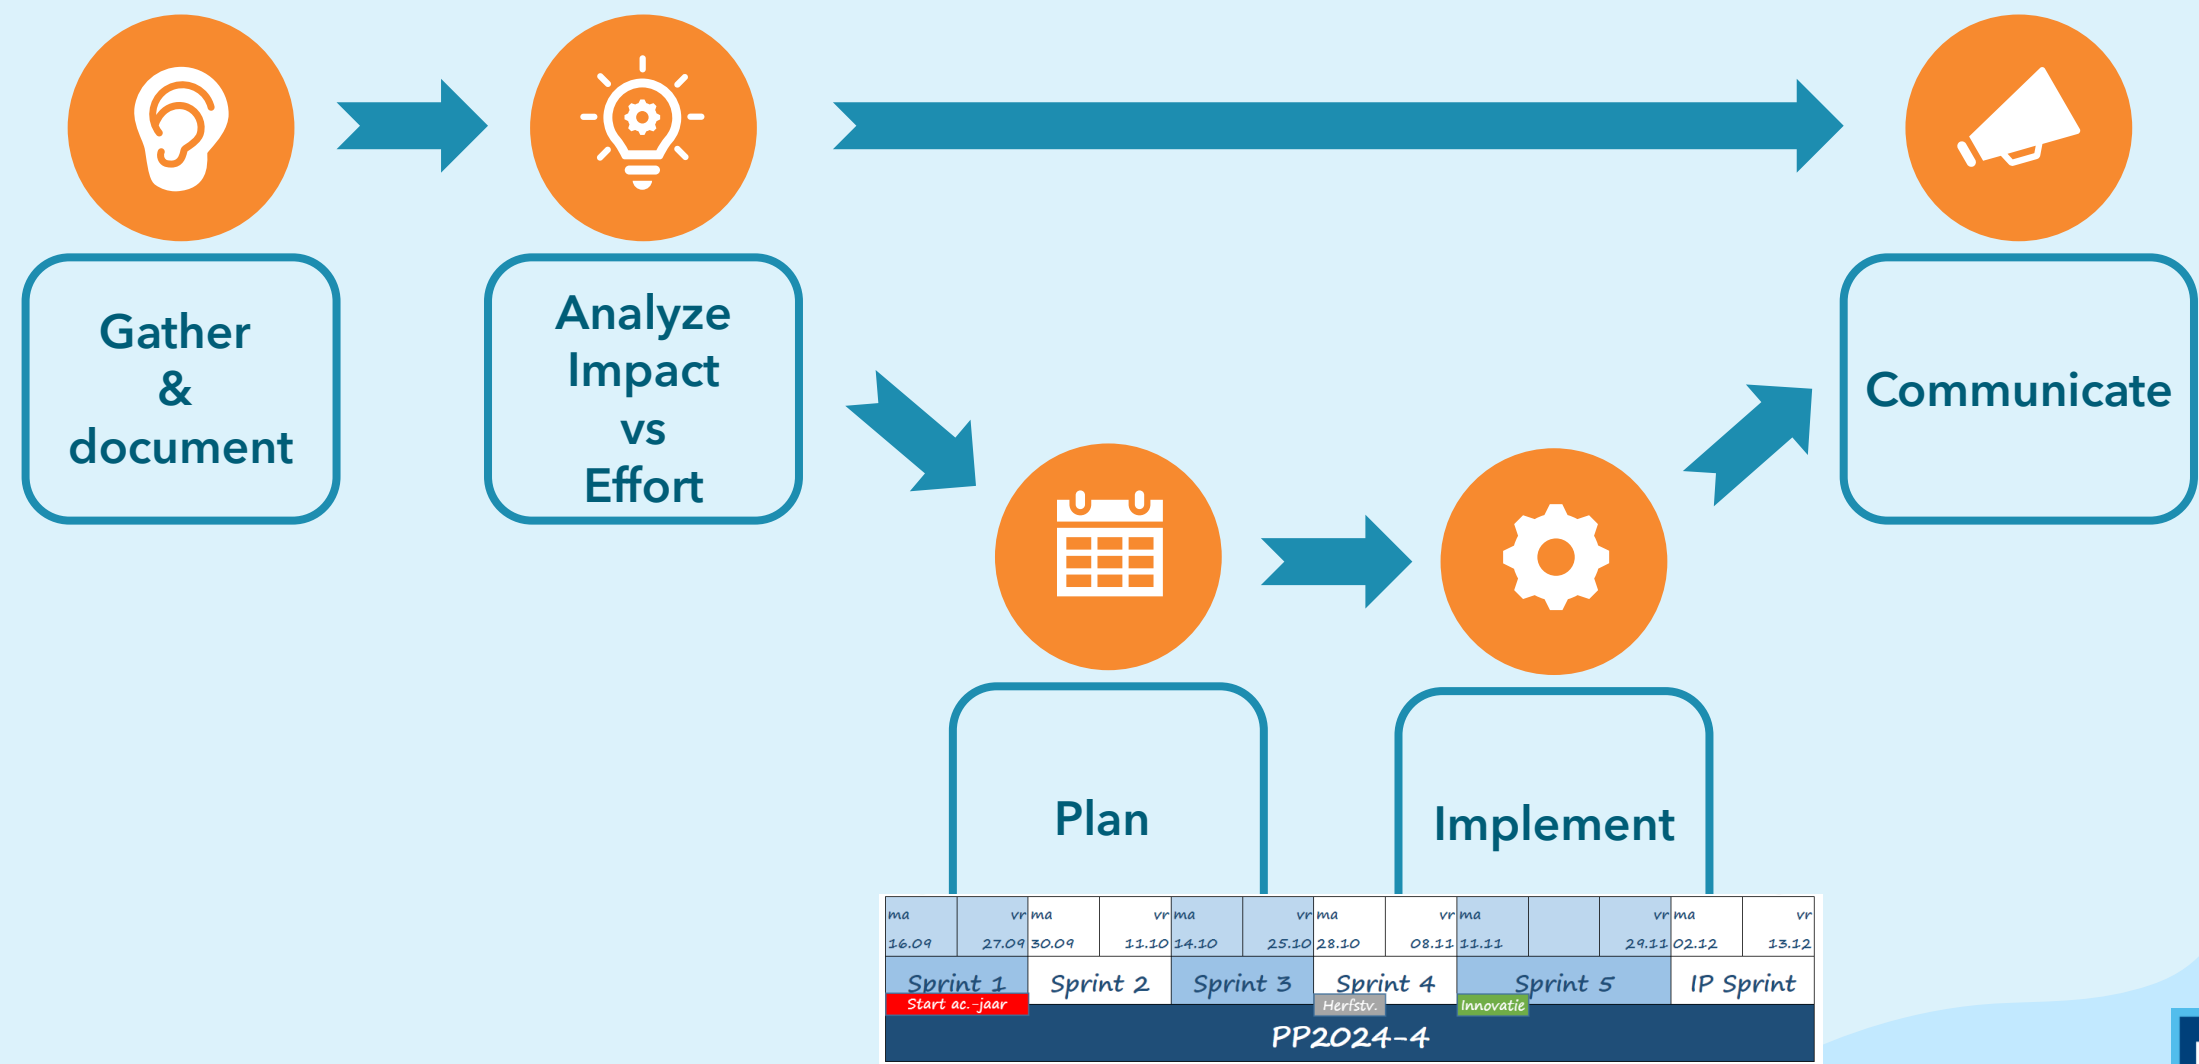 Gather
&
document
Analyze
Impact
vs
Effort
Communicate
Plan
Implement
ma vr ma vr ma vr ma vr ma vr ma vr
16.09 27.09 30.09 11.10 14.10 25.10 28.10 08.11 11.11 29.11 02.12 13.12
Sprint 1 Sprint 2 Sprint 3 Sprint 4 Sprint 5 IP Sprint
Start ac.-jaar Herfstv. Innovatie
PP2024-4